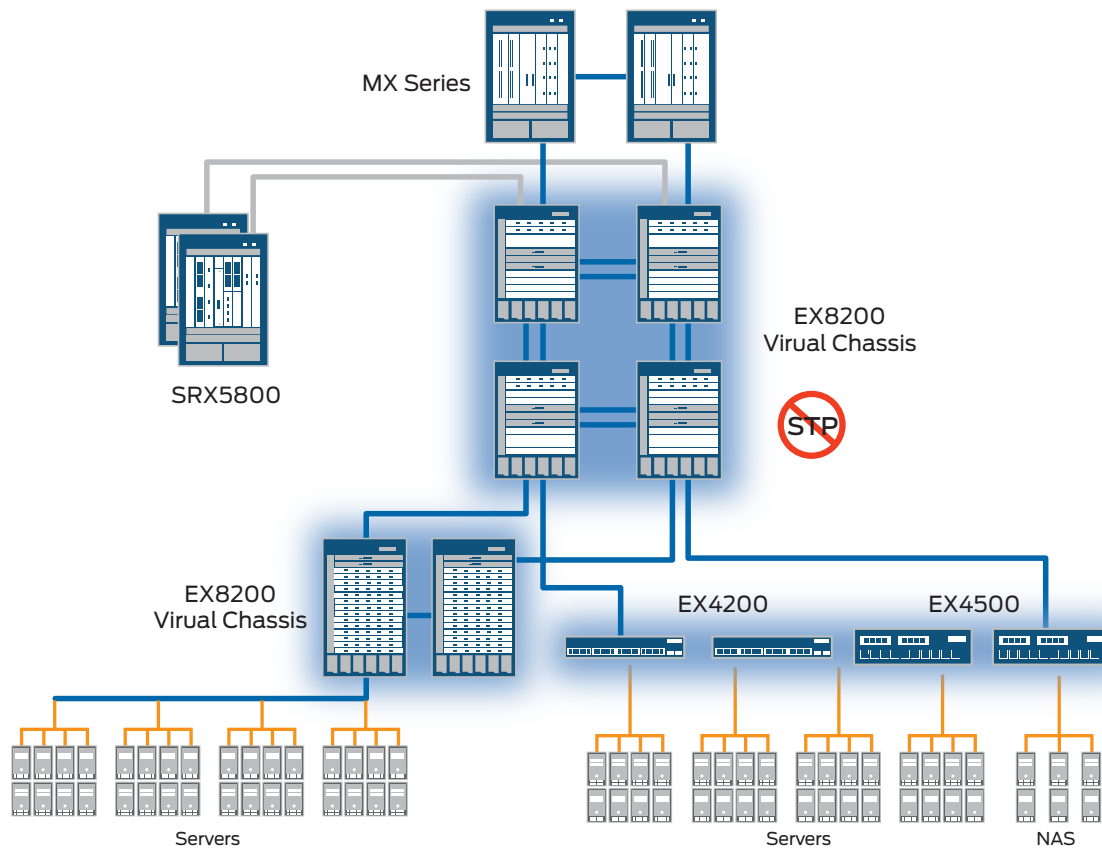 MX Series
EX8200
Virual Chassis
STP
SRX5800
EX8200
Virual Chassis
EX4200
EX4500
Servers
Servers
NAS